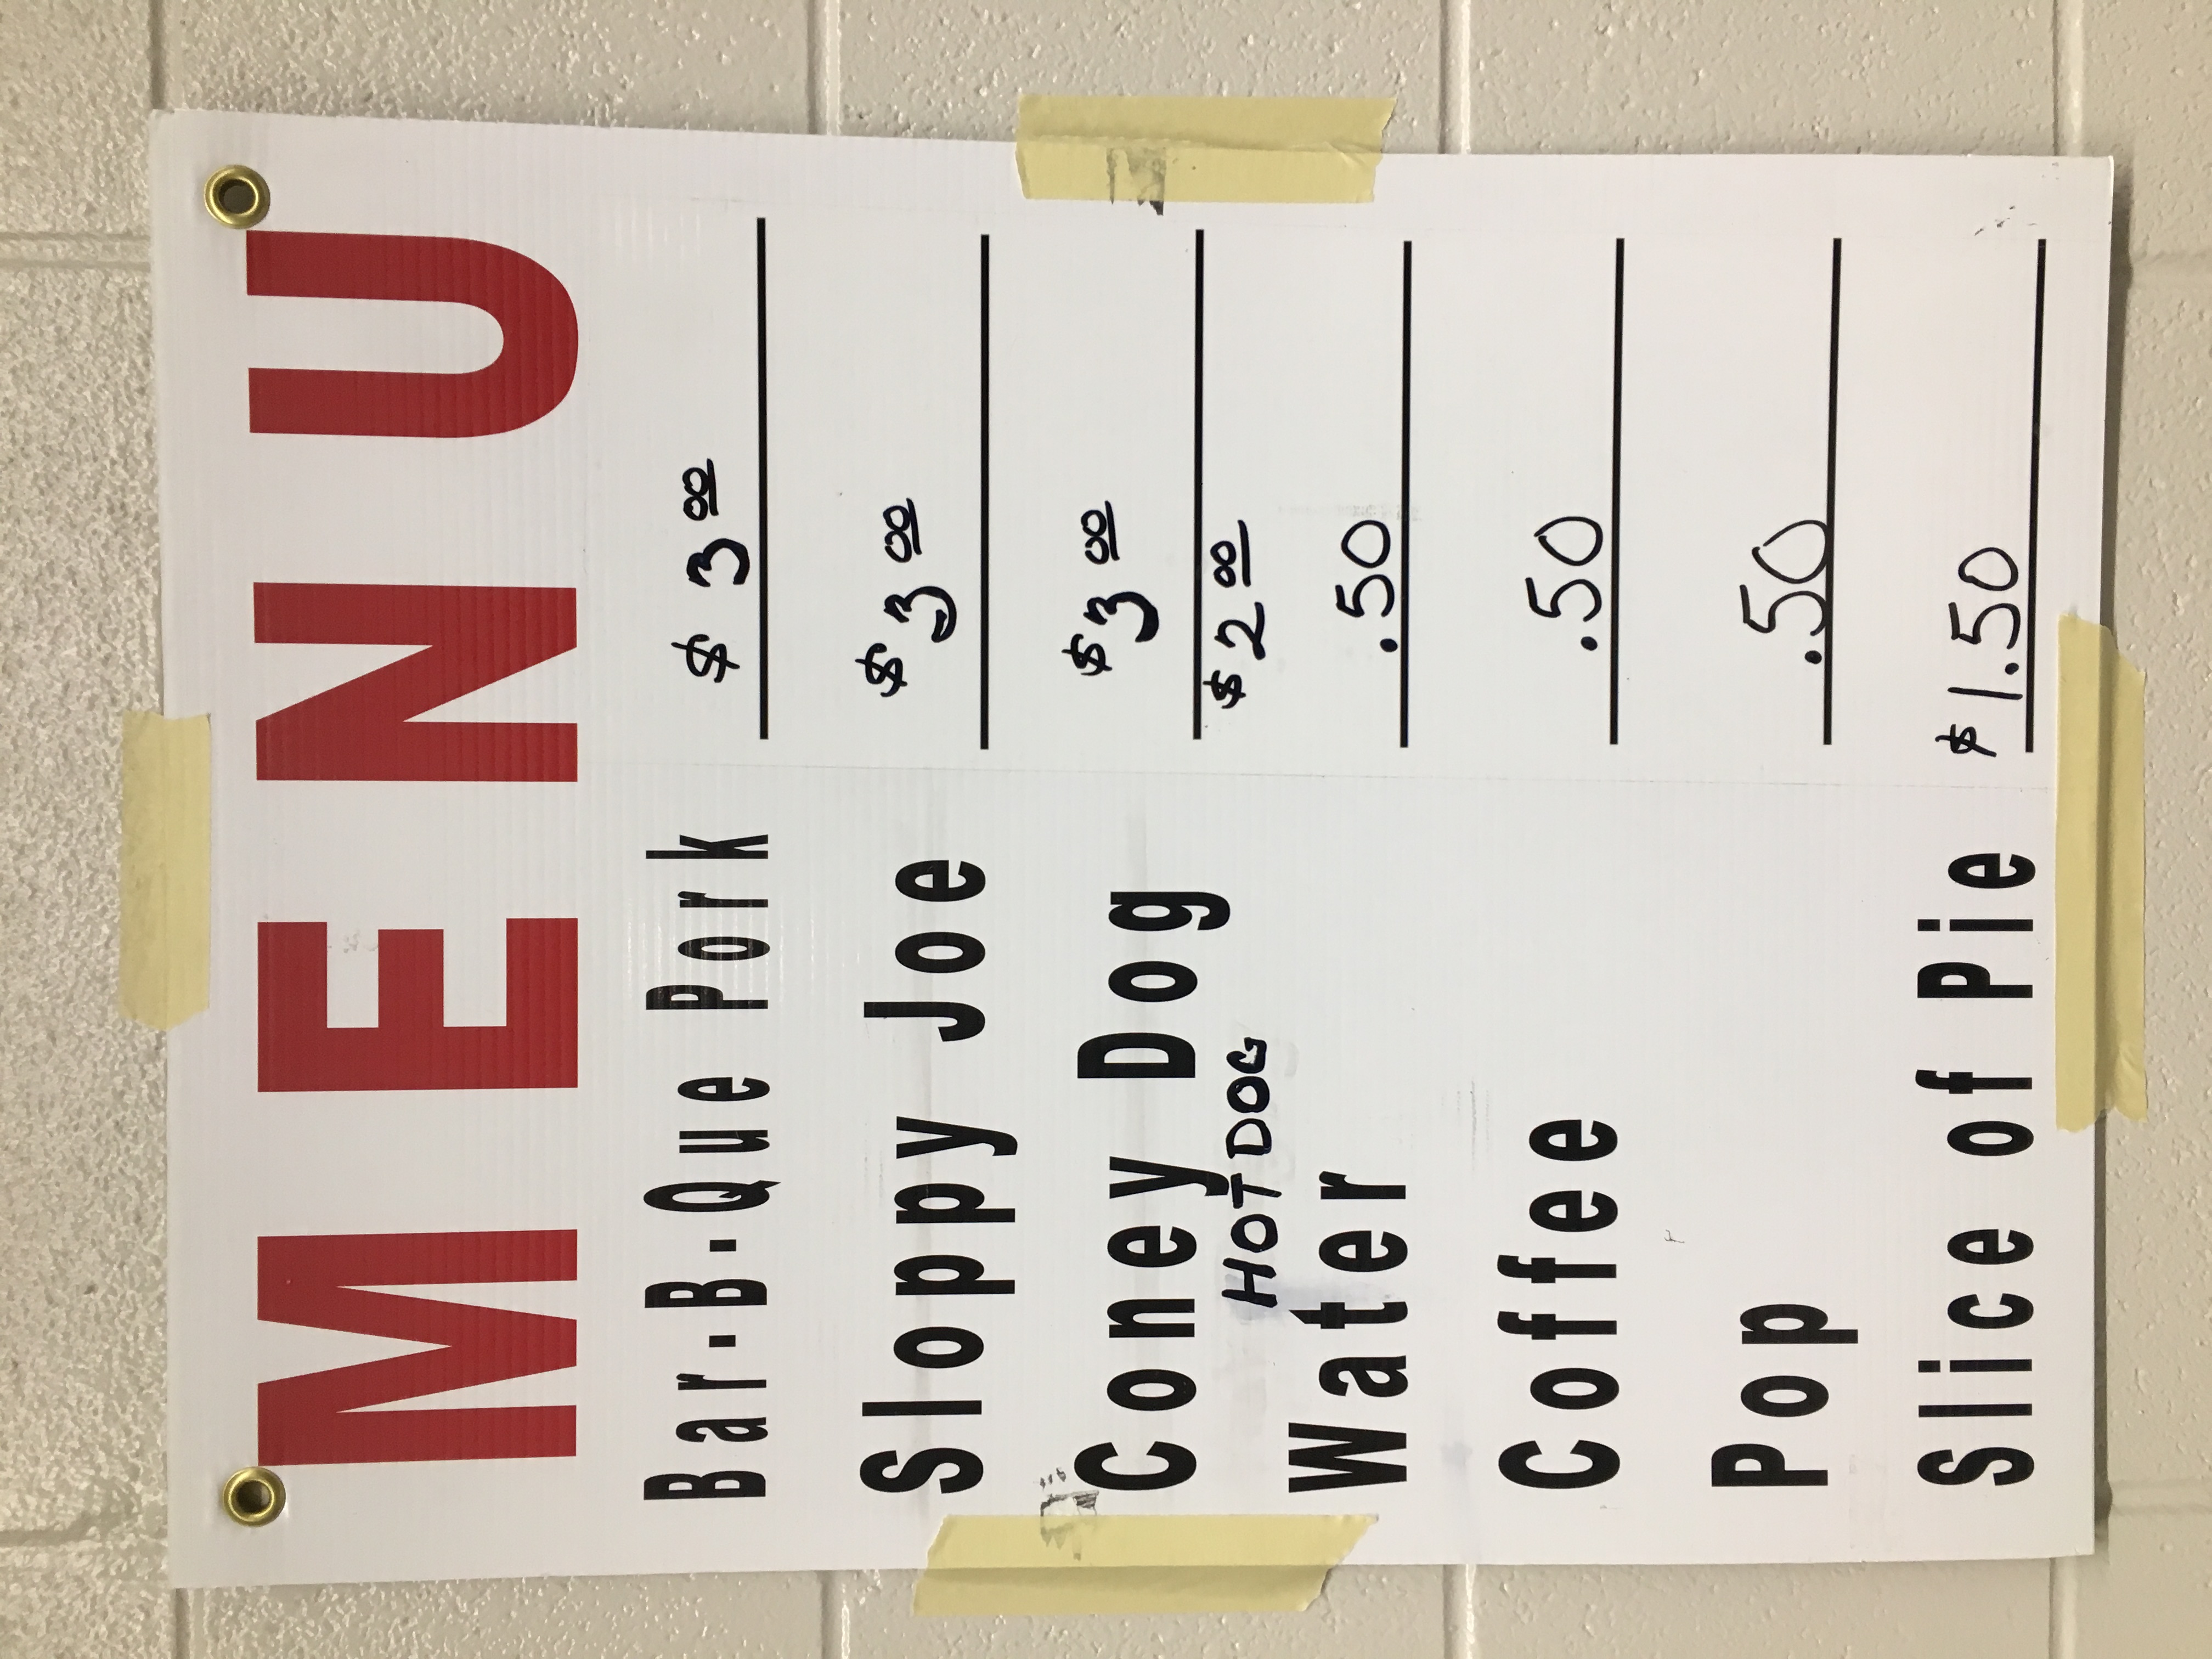 MENU
Bar-B-Que Pork $ 3 00
Sloppy Joe $ 3 00
Coney Dog $ 3 00
HOT DOG $ 2 00
Water .50
Coffee .50
Pop .50
Slice of Pie $1.50